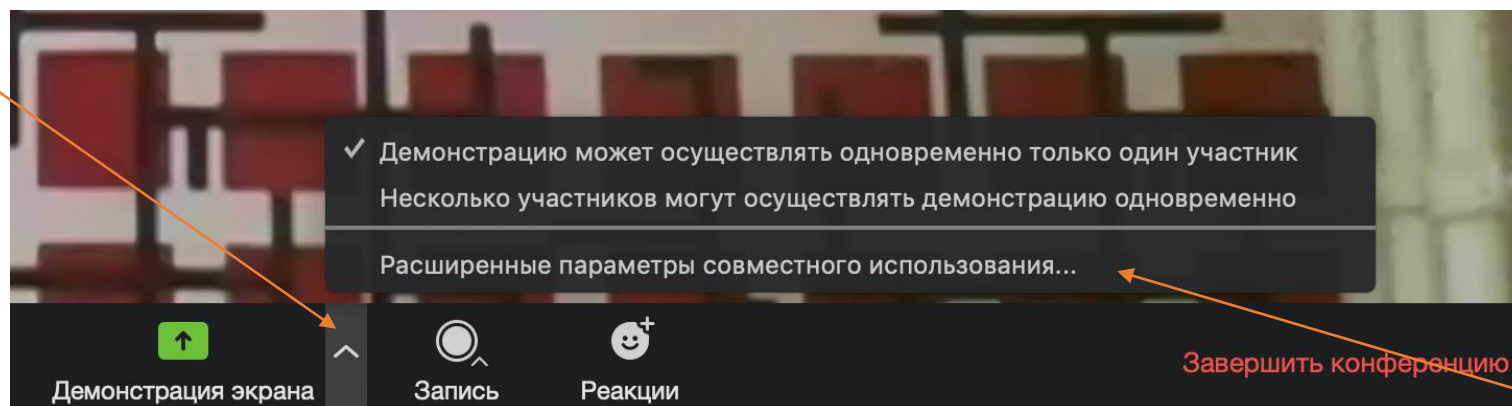 Демонстрацию может осуществлять одновременно только один участник
Несколько участников могут осуществлять демонстрацию одновременно
Расширенные параметры совместного использования...
Демонстрация экрана
Запись
Реакции
Завершить конференцию